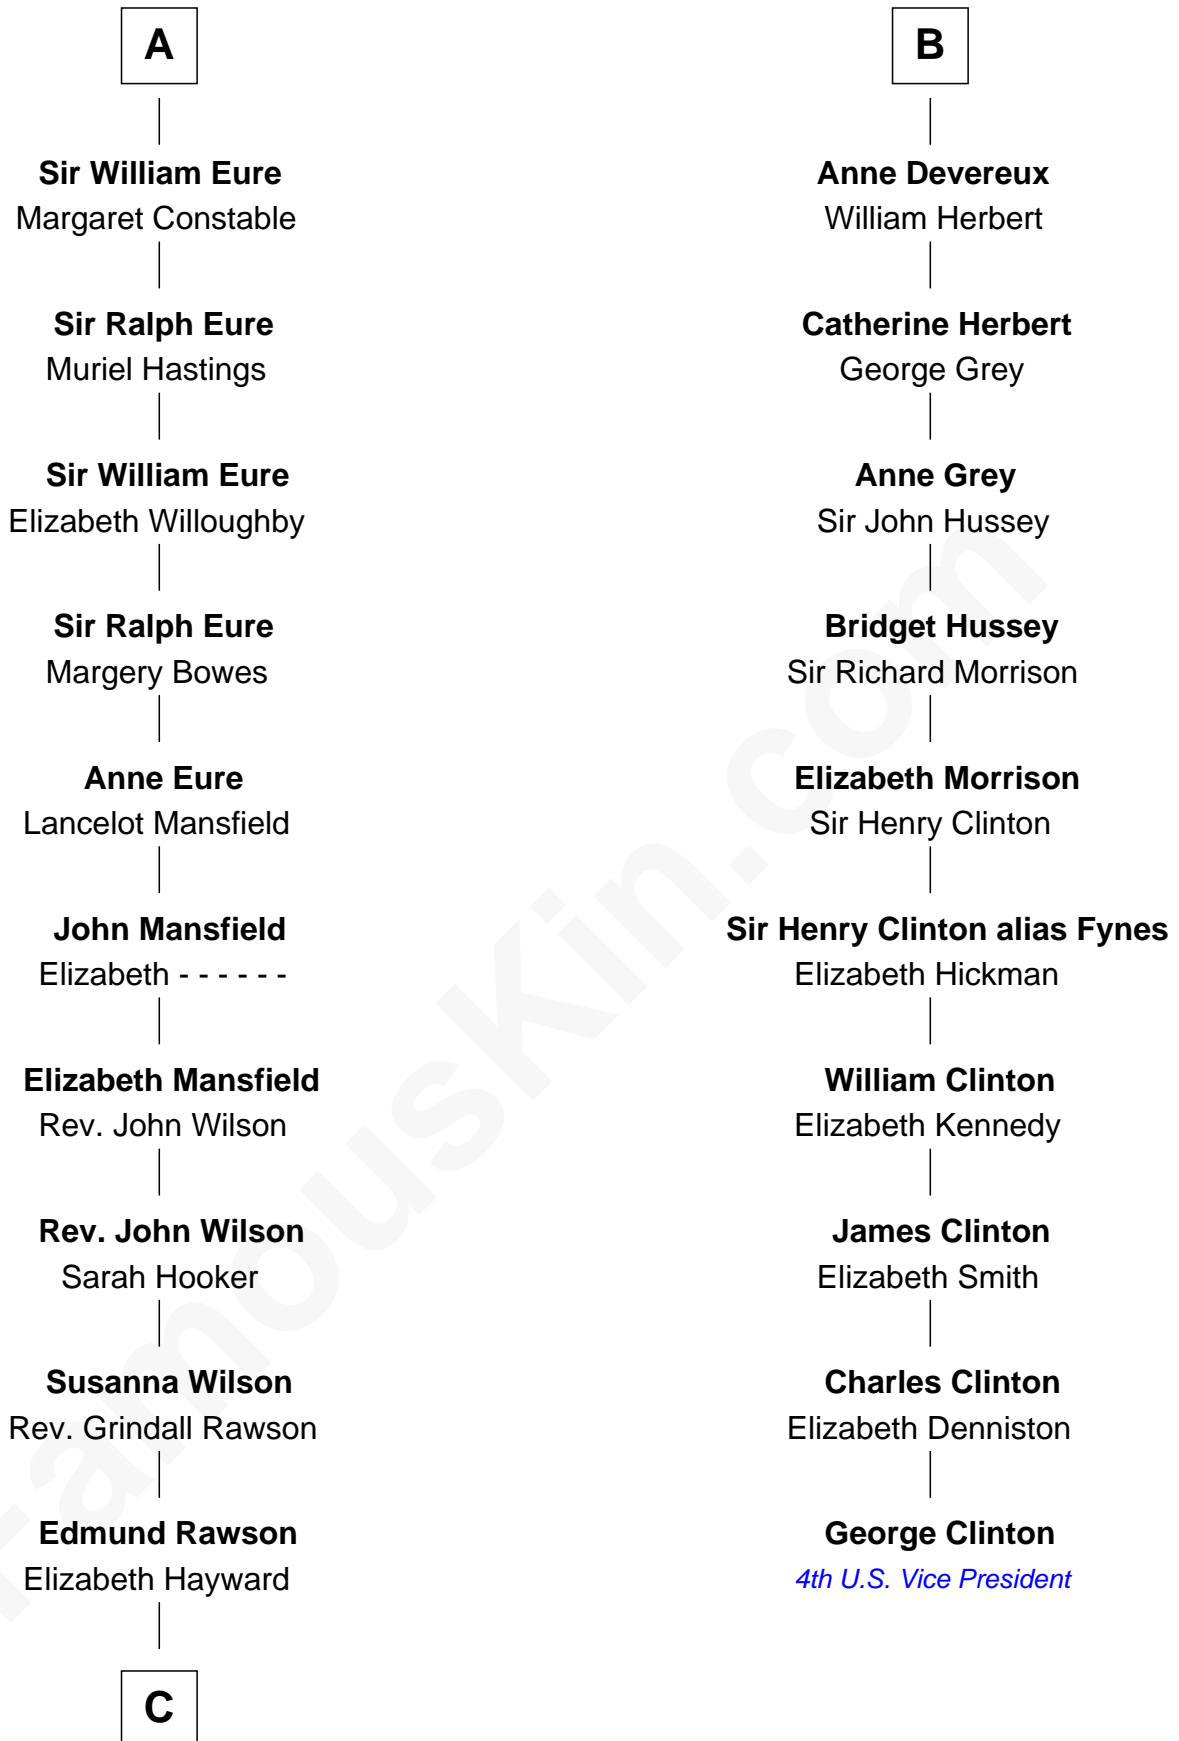 A
Sir William Eure
Margaret Constable
Sir Ralph Eure
Muriel Hastings
Sir William Eure
Elizabeth Willoughby
Sir Ralph Eure
Margery Bowes
Anne Eure
Lancelot Mansfield
John Mansfield
Elizabeth - - - - - -
Elizabeth Mansfield
Rev. John Wilson
Rev. John Wilson
Sarah Hooker
Susanna Wilson
Rev. Grindall Rawson
Edmund Rawson
Elizabeth Hayward
C
B
Anne Devereux
William Herbert
Catherine Herbert
George Grey
Anne Grey
Sir John Hussey
Bridget Hussey
Sir Richard Morrison
Elizabeth Morrison
Sir Henry Clinton
Sir Henry Clinton alias Fynes
Elizabeth Hickman
William Clinton
Elizabeth Kennedy
James Clinton
Elizabeth Smith
Charles Clinton
Elizabeth Denniston
George Clinton
4th U.S. Vice President
FamousKin.com